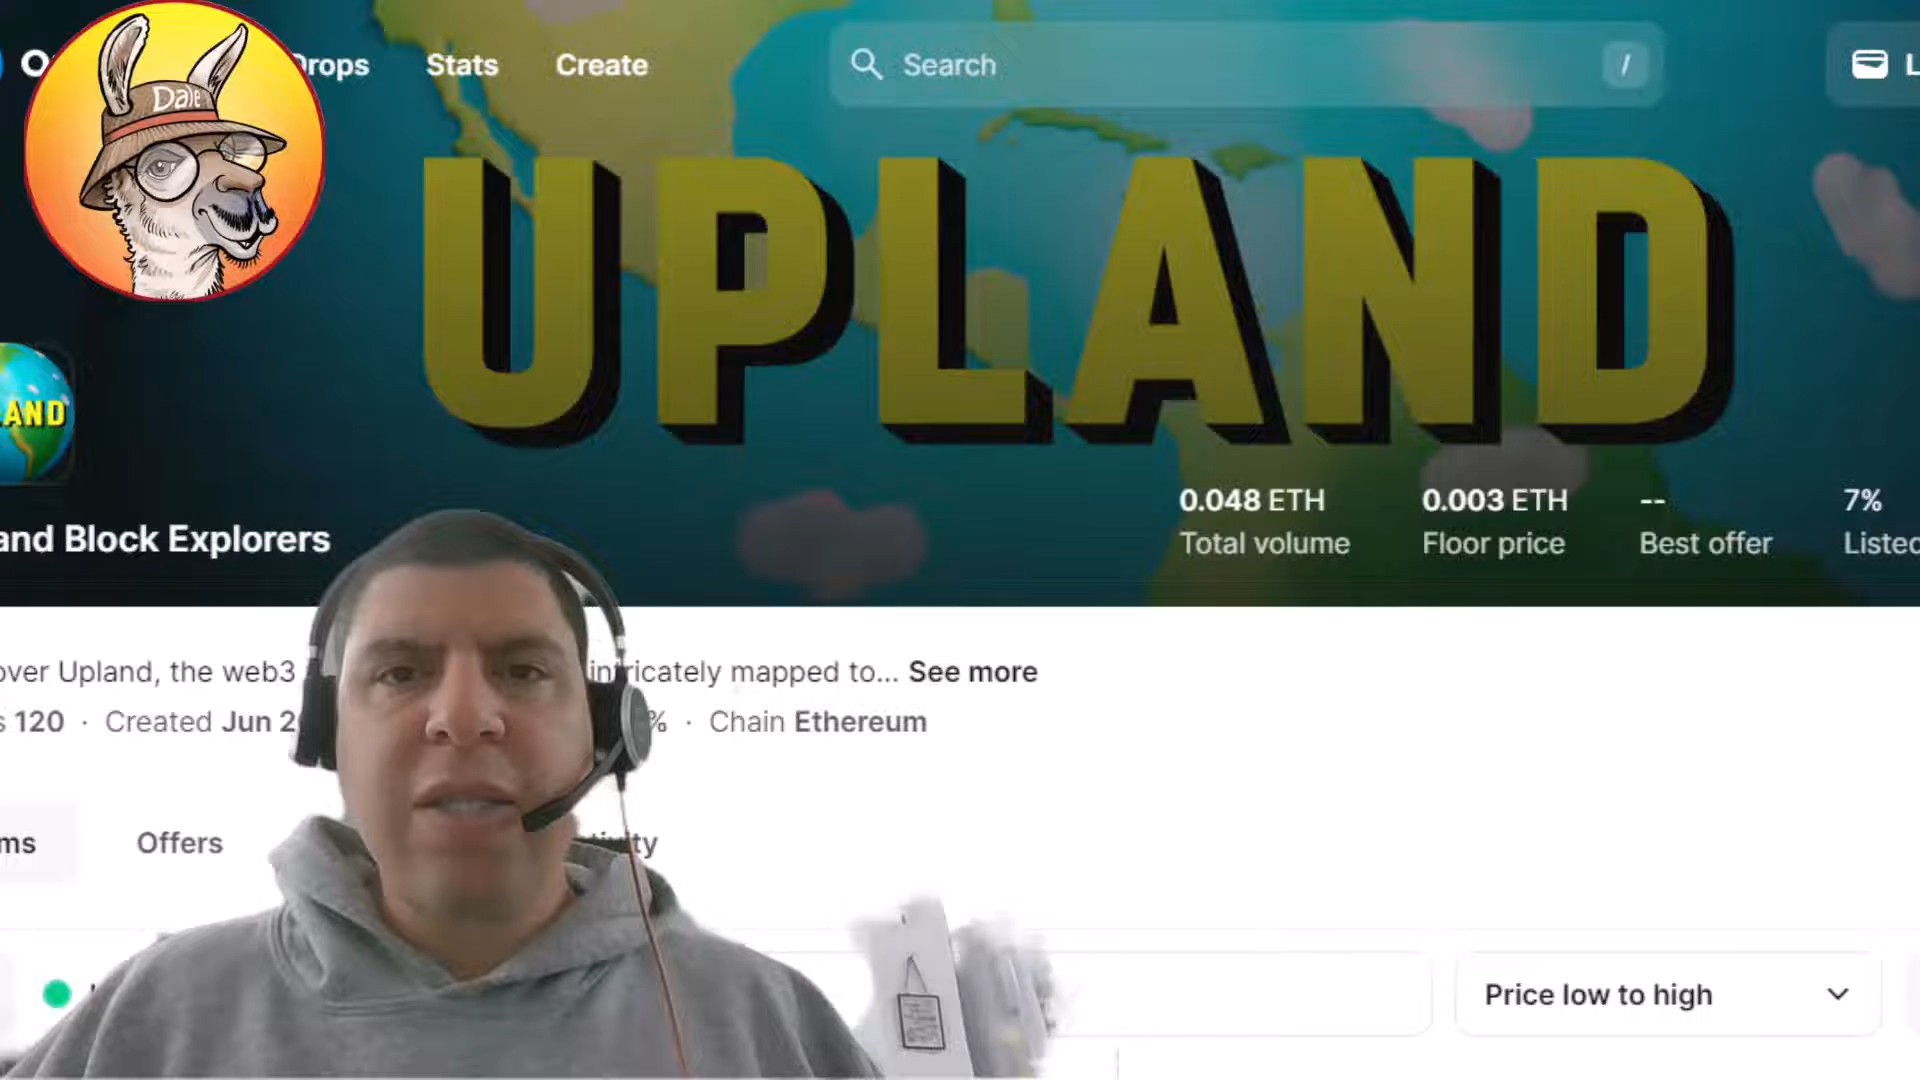 Drops
Stats
Create
Search
/
Dale
UPLAND
AND
0.048 ETH
0.003 ETH
--
7%
and Block Explorers
Total volume
Floor price
Best offer
Listed
over Upland, the web3
intricately mapped to... See more
s 120 · Created Jun 2
% · Chain Ethereum
ms
Offers
Price low to high